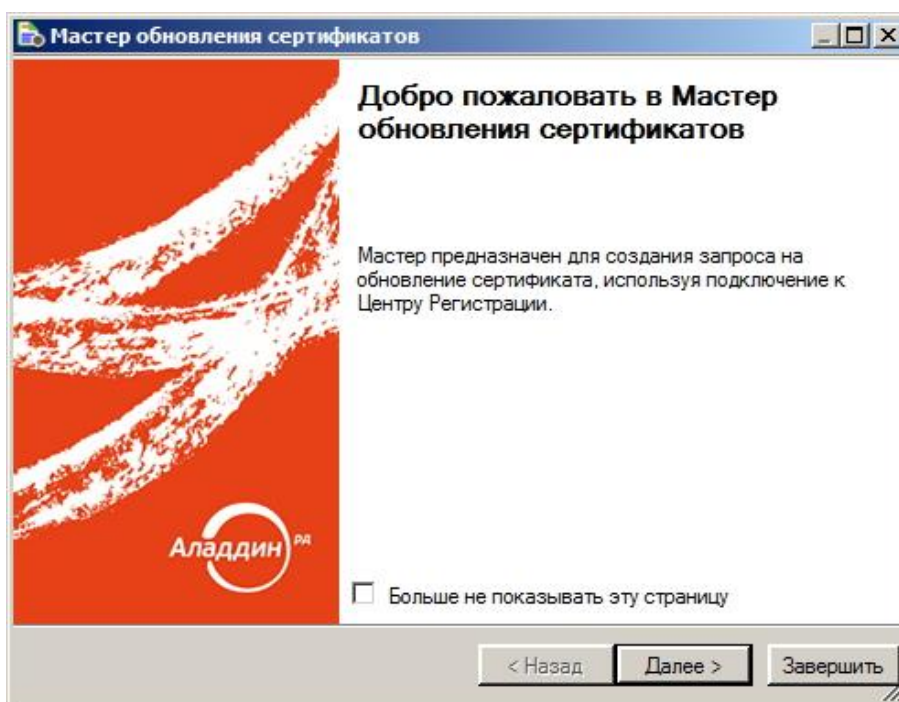 Мастер обновления сертификатов
Добро пожаловать в Мастер
обновления сертификатов
Мастер предназначен для создания запроса на
обновление сертификата, используя подключение к
Центру Регистрации.
Аладдин РД
Больше не показывать эту страницу
< Назад
Далее >
Завершить